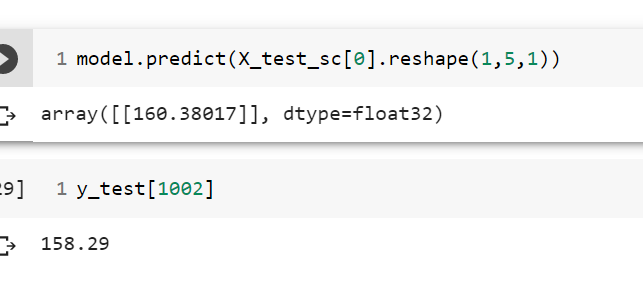 1 model.predict(X_test_sc[0].reshape(1,5,1))
array([[160.38017]], dtype=float32)
29] 1 y_test[1002]
158.29